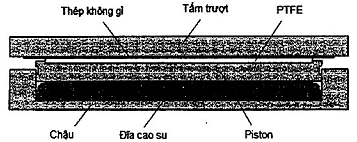 Thép không gỉ Tấm trượt PTFE
Chậu Đĩa cao su Piston